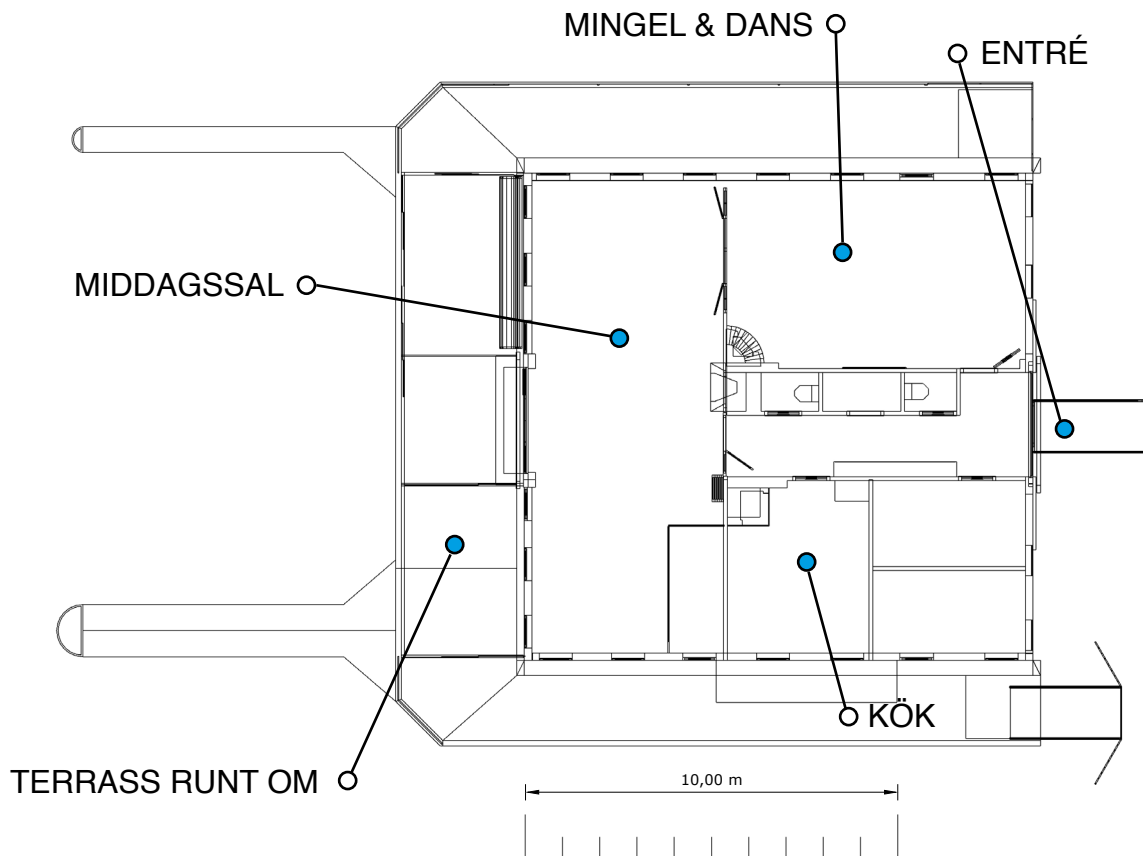 MINGEL & DANS
ENTRÉ
MIDDAGSSAL
KÖK
TERRASS RUNT OM
10,00 m